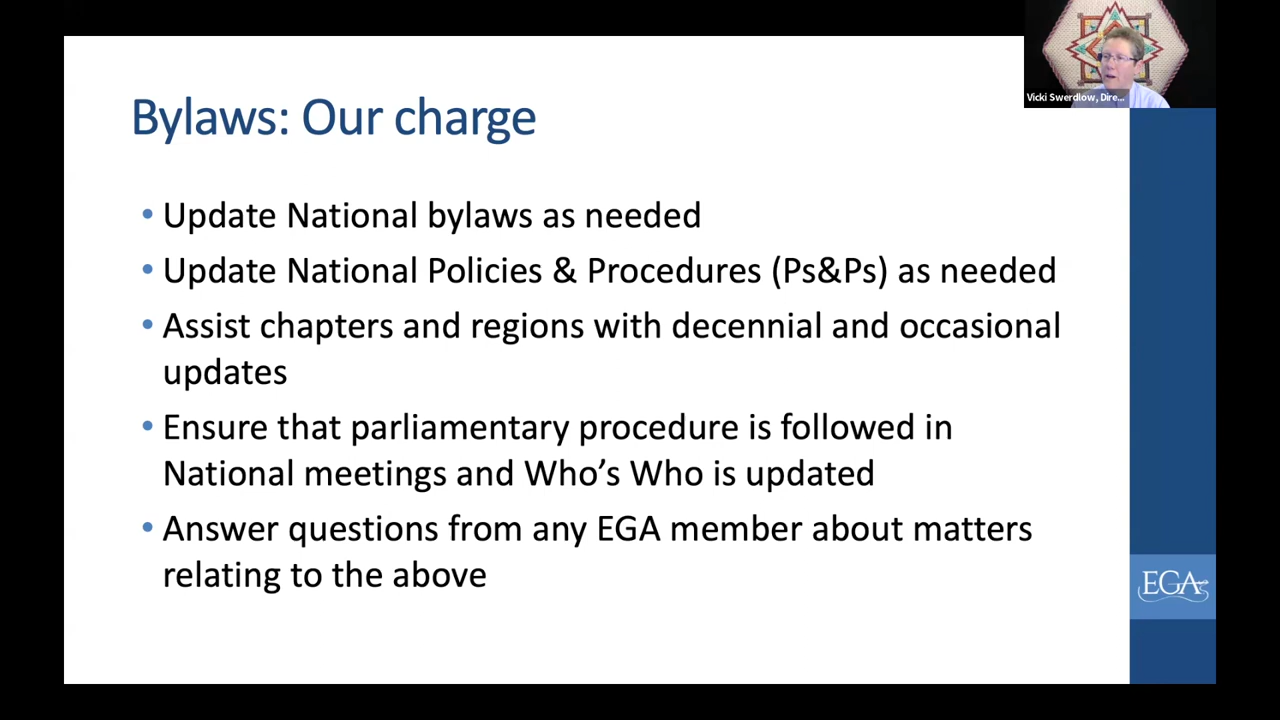 Vicki Swerdlow, Dire...
Bylaws: Our charge
• Update National bylaws as needed
• Update National Policies & Procedures (Ps&Ps) as needed
• Assist chapters and regions with decennial and occasional
updates
• Ensure that parliamentary procedure is followed in
National meetings and Who’s Who is updated
• Answer questions from any EGA member about matters
relating to the above
EGA